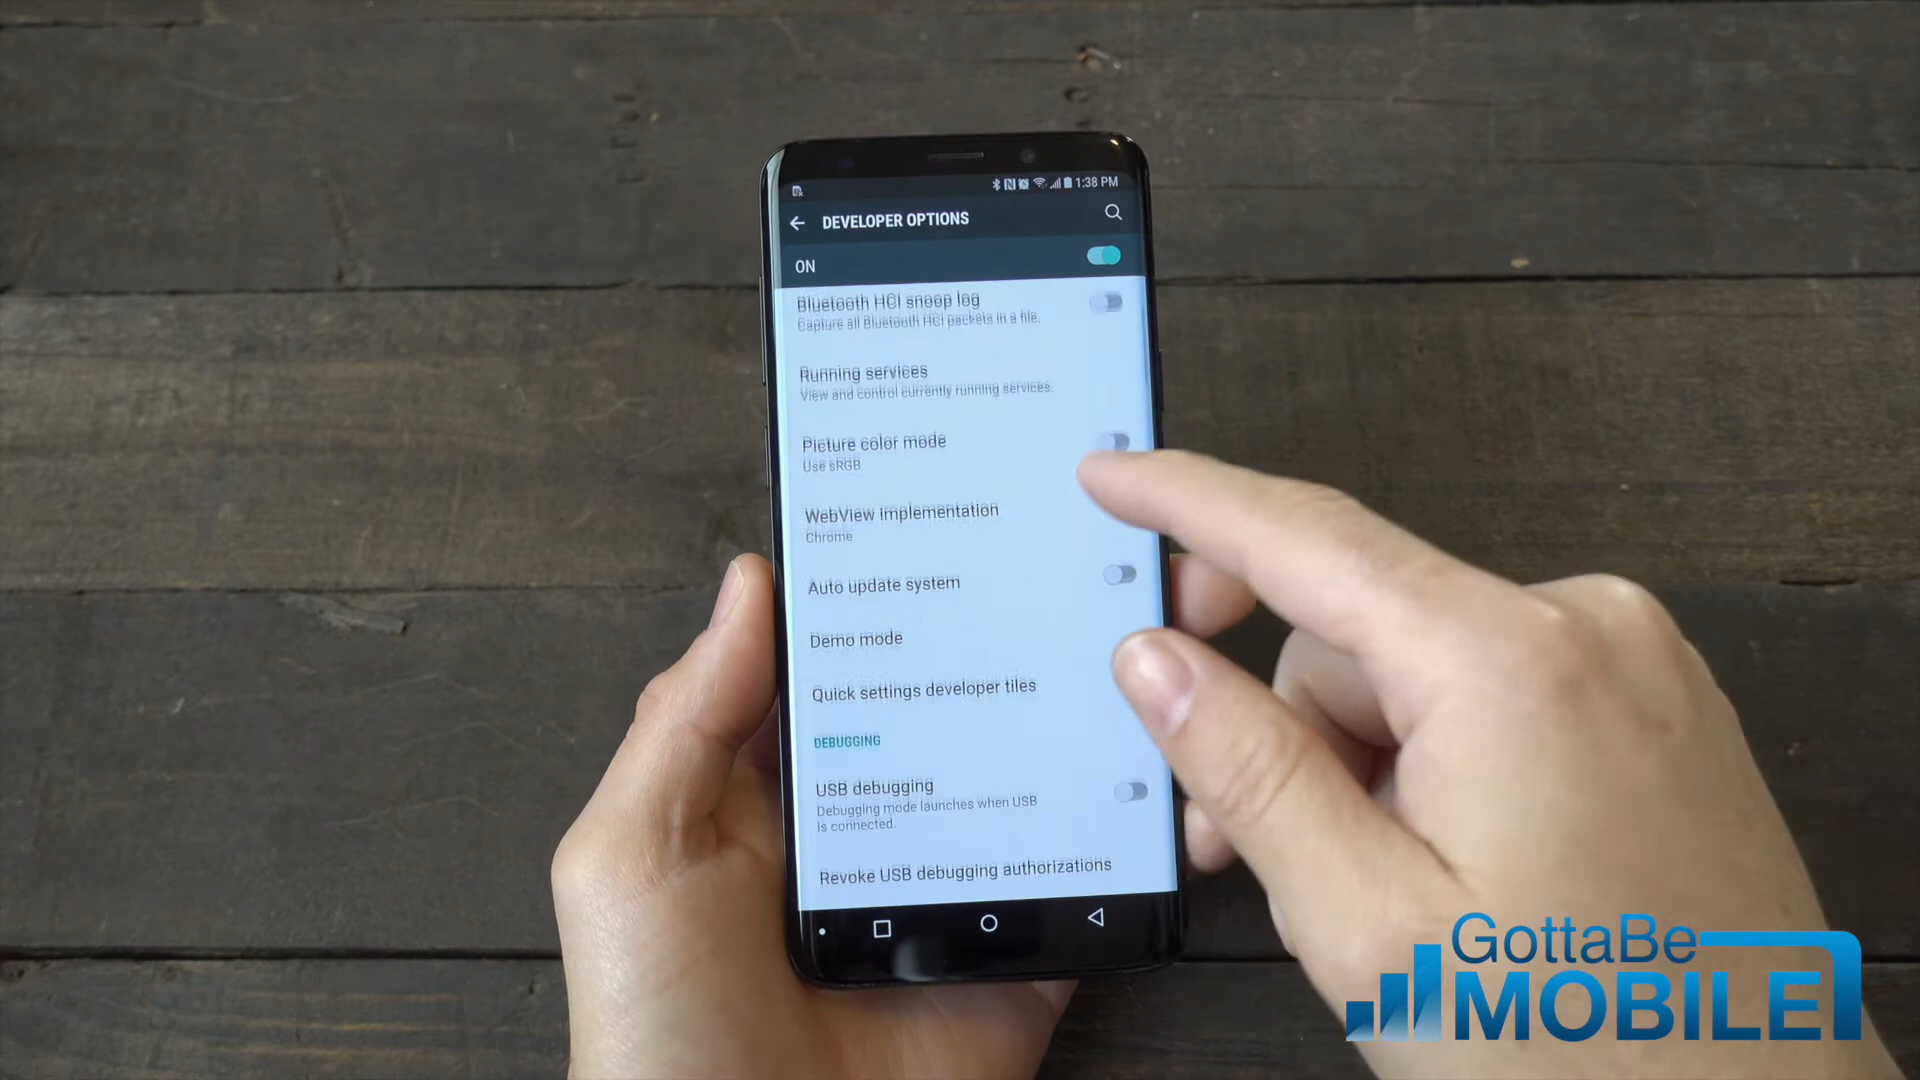 1:38 PM
DEVELOPER OPTIONS
ON
Bluetooth HCI snoop log
Capture all Bluetooth HCI packets in a file.
Running services
View and control currently running services.
Picture color mode
Use sRGB
WebView implementation
Chrome
Auto update system
Demo mode
Quick settings developer tiles
DEBUGGING
USB debugging
Debugging mode launches when USB
is connected.
Revoke USB debugging authorizations
GottaBe
MOBILE